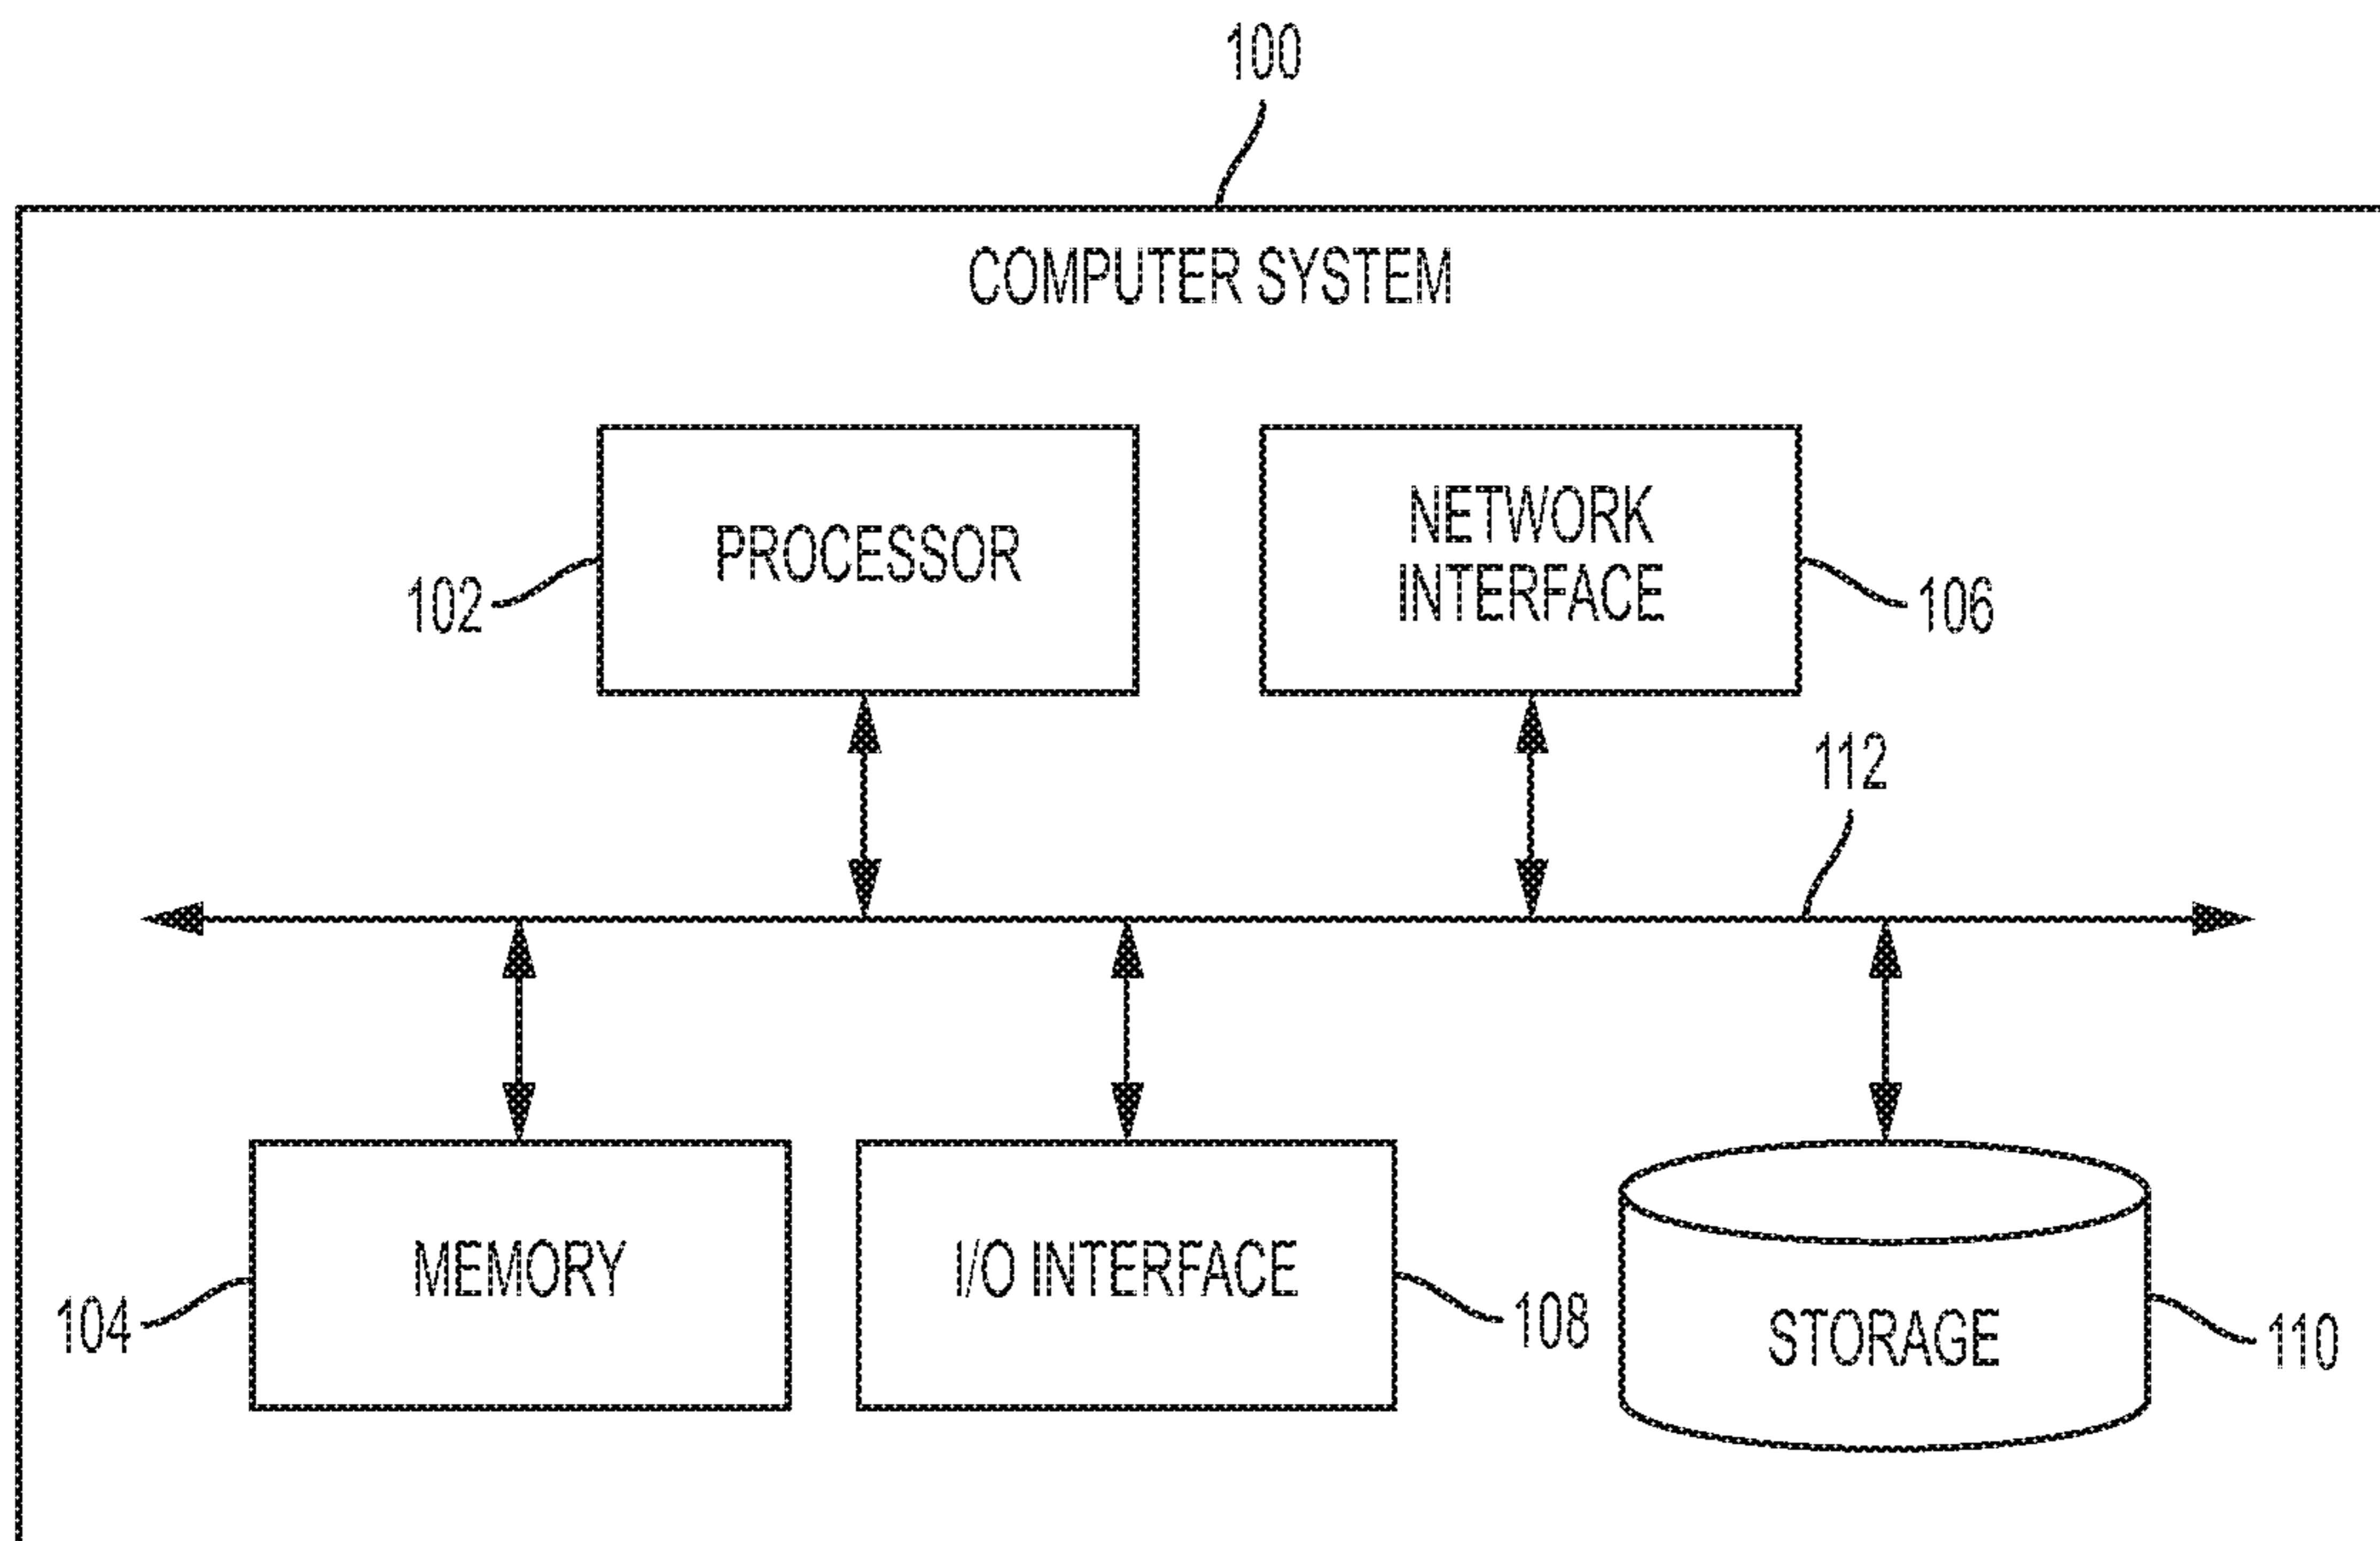 100
COMPUTER SYSTEM
PROCESSOR
NETWORK
INTERFACE
102
106
112
MEMORY
I/O INTERFACE
STORAGE
104
108
110